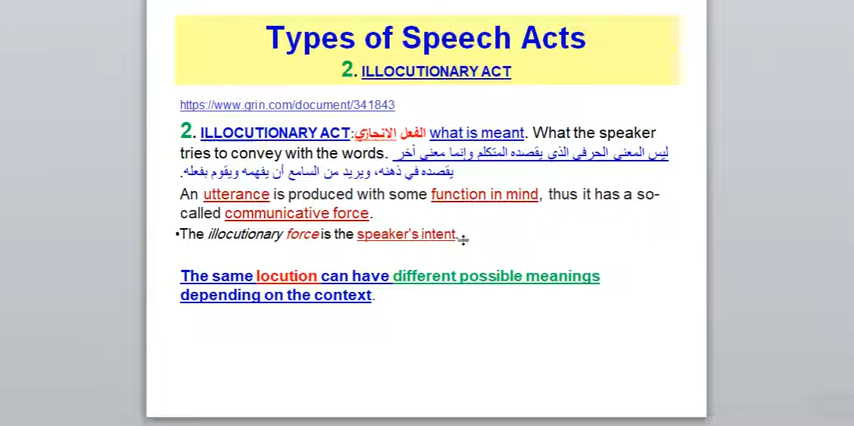 Types of Speech Acts
2. ILLOCUTIONARY ACT
https://www.grin.com/document/341843
2. ILLOCUTIONARY ACT:الفعل الإنجازي what is meant. What the speaker
tries to convey with the words. ليس المعنى الحرفي الذي يقصده المتكلم وإنما معنى آخر
يقصده في ذهنه، ويريد من السامع أن يفهمه ويقوم بفعله.
An utterance is produced with some function in mind, thus it has a so-
called communicative force.
•The illocutionary force is the speaker's intent.
The same locution can have different possible meanings
depending on the context.